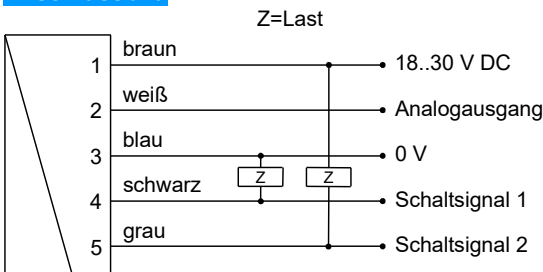 Z=Last
1 braun 18..30 V DC
2 weiß Analogausgang
3 blau 0 V
Z Z
4 schwarz Schaltsignal 1
5 grau Schaltsignal 2